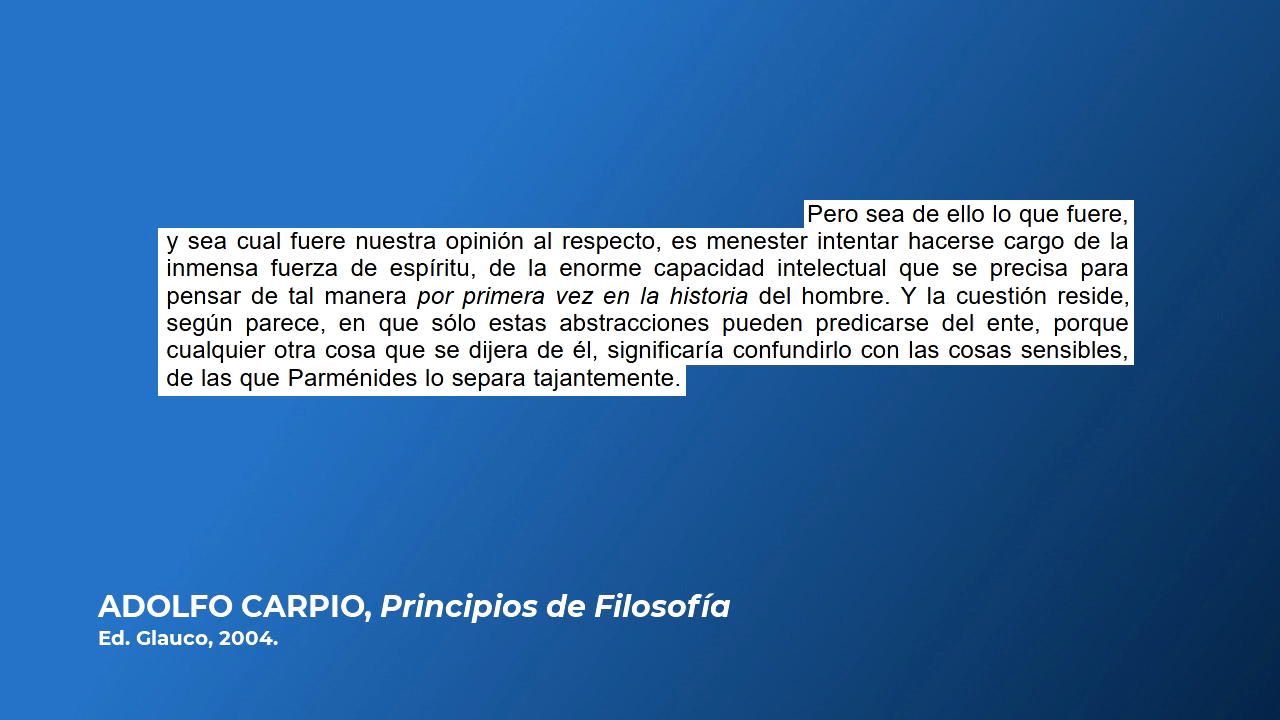 Pero sea de ello lo que fuere,
y sea cual fuere nuestra opinión al respecto, es menester intentar hacerse cargo de la
inmensa fuerza de espíritu, de la enorme capacidad intelectual que se precisa para
pensar de tal manera por primera vez en la historia del hombre. Y la cuestión reside,
según parece, en que sólo estas abstracciones pueden predicarse del ente, porque
cualquier otra cosa que se dijera de él, significaría confundirlo con las cosas sensibles,
de las que Parménides lo separa tajantemente.
ADOLFO CARPIO, Principios de Filosofía
Ed. Glauco, 2004.